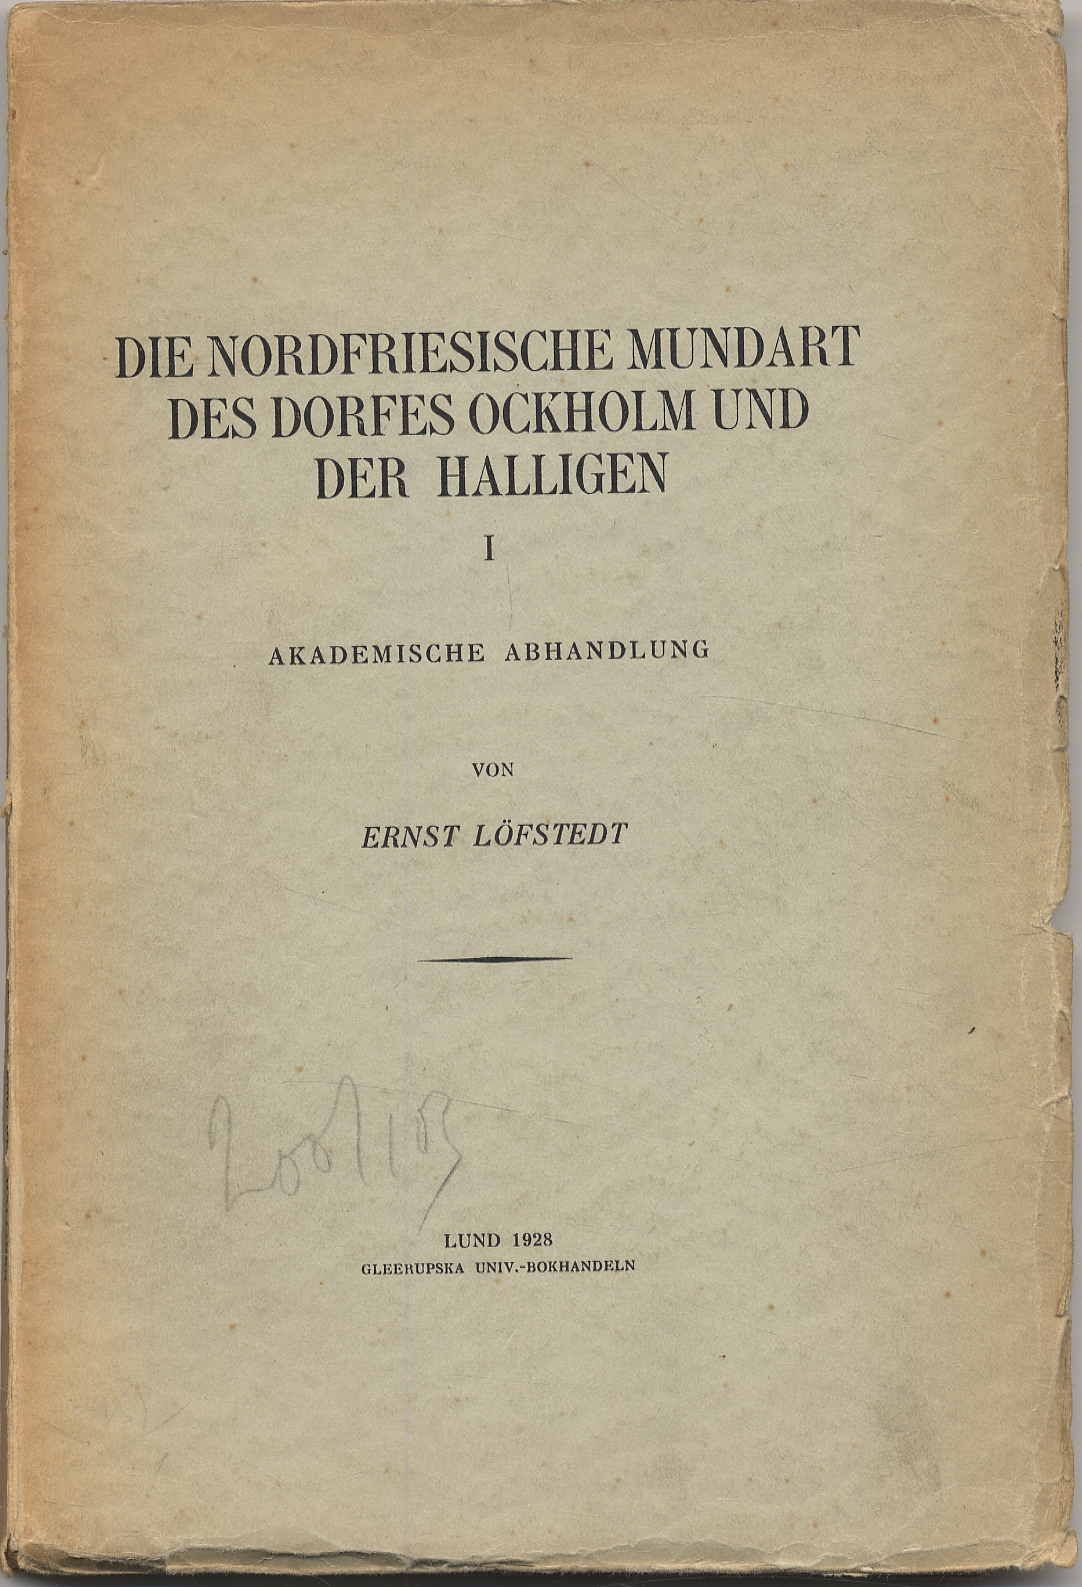 DIE NORDFRIESISCHE MUNDART
DES DORFES OCKHOLM UND
DER HALLIGEN
I
AKADEMISCHE ABHANDLUNG
VON
ERNST LÖFSTEDT
LUND 1928
GLEERUPSKA UNIV.-BOKHANDELN